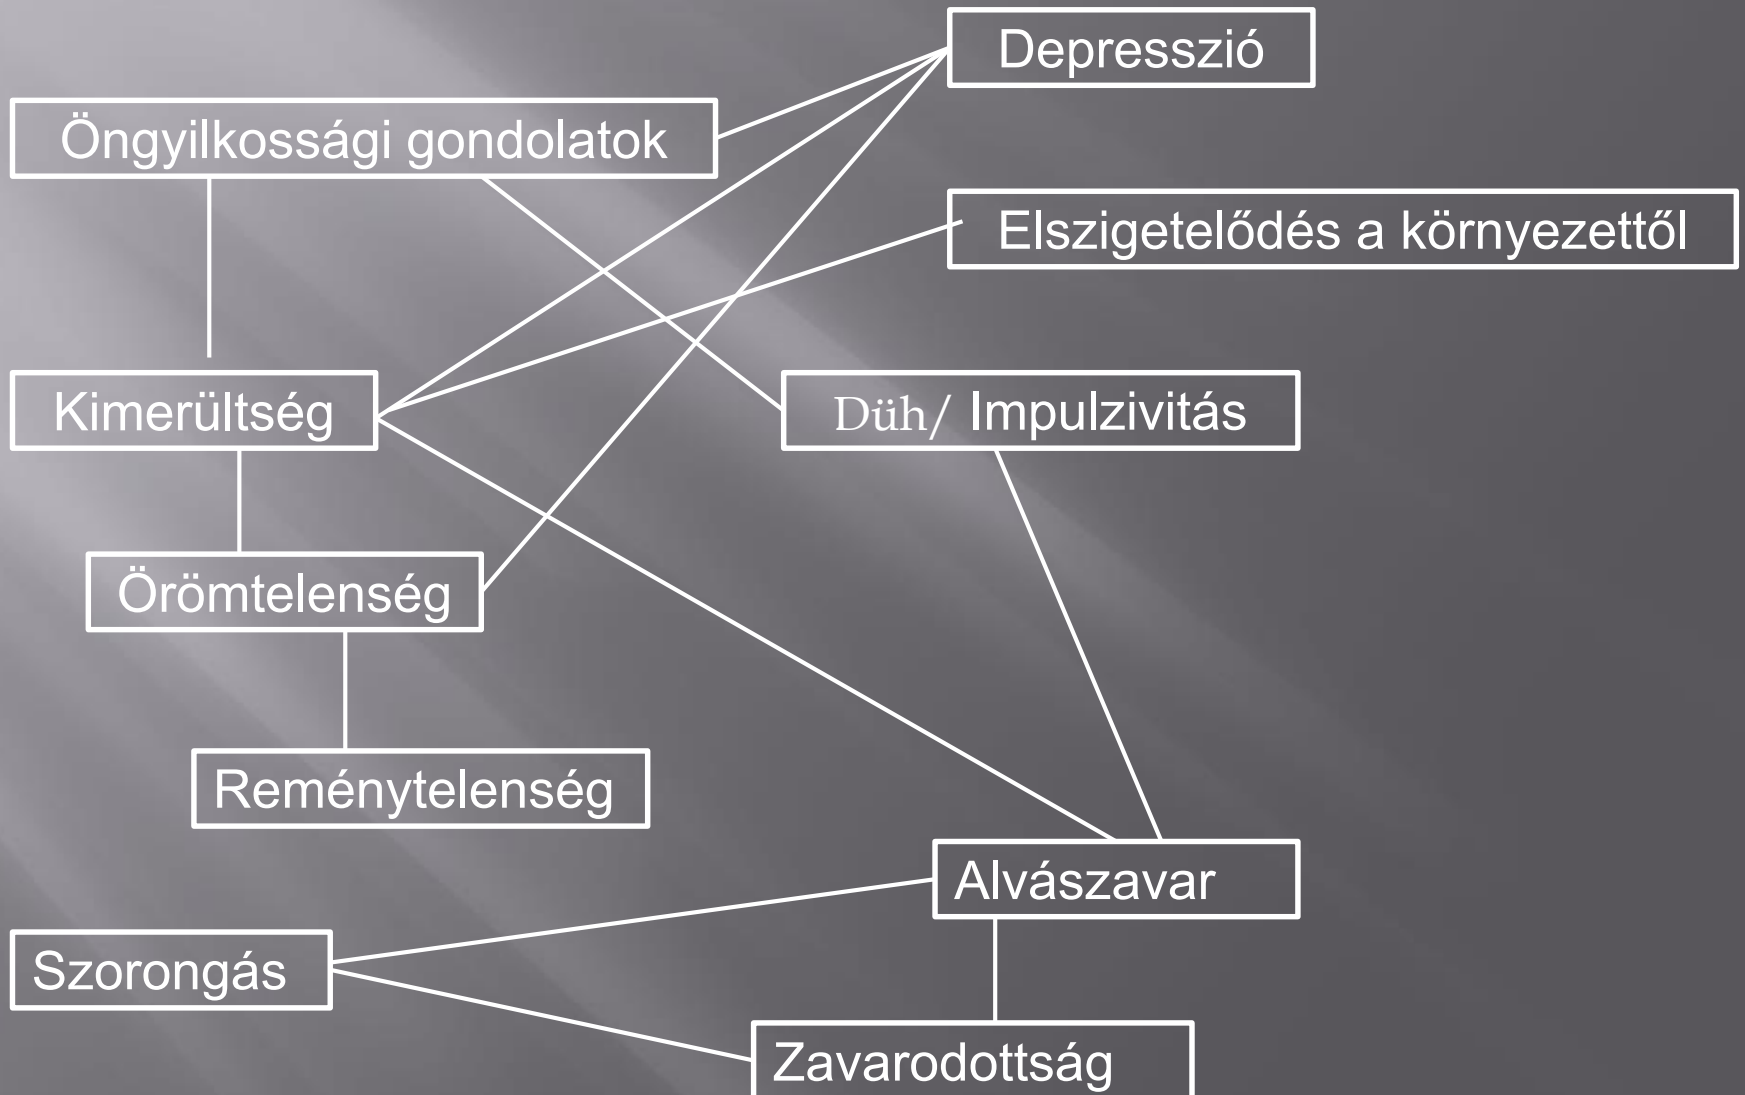 Depresszió
Öngyilkossági gondolatok
Elszigetelődés a környezettől
Kimerültség
Düh/ Impulzivitás
Örömtelenség
Reménytelenség
Alvászavar
Szorongás
Zavarodottság